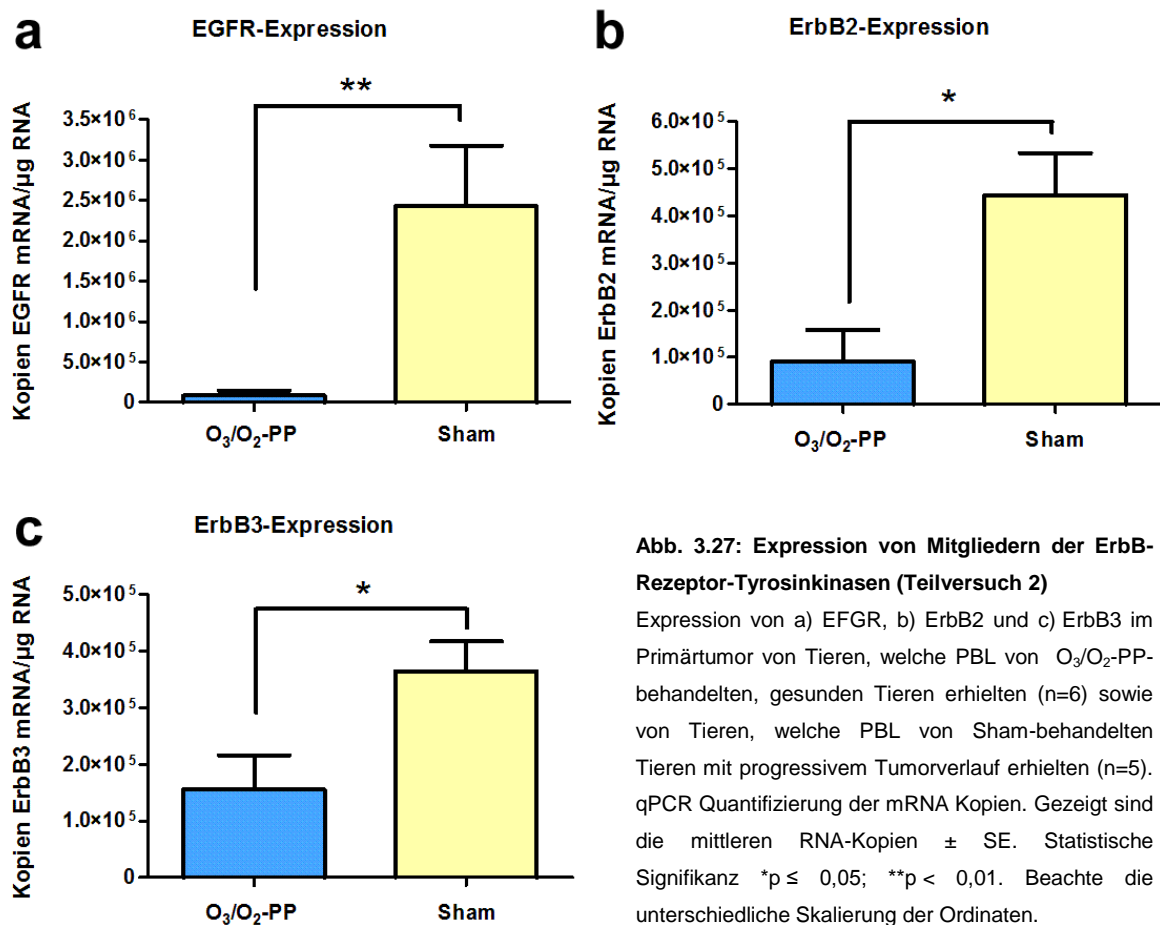 a
EGFR-Expression
**
Kopien EGFR mRNA/µg RNA
3.5×10⁶
3.0×10⁶
2.5×10⁶
2.0×10⁶
1.5×10⁶
1.0×10⁶
5.0×10⁵
0
O₃/O₂-PP Sham
b
ErbB2-Expression
*
Kopien ErbB2 mRNA/µg RNA
6.0×10⁵
5.0×10⁵
4.0×10⁵
3.0×10⁵
2.0×10⁵
1.0×10⁵
0
O₃/O₂-PP Sham
c
ErbB3-Expression
*
Kopien ErbB3 mRNA/µg RNA
5.0×10⁵
4.0×10⁵
3.0×10⁵
2.0×10⁵
1.0×10⁵
0
O₃/O₂-PP Sham
Abb. 3.27: Expression von Mitgliedern der ErbB-
Rezeptor-Tyrosinkinasen (Teilversuch 2)
Expression von a) EFGR, b) ErbB2 und c) ErbB3 im
Primärtumor von Tieren, welche PBL von O₃/O₂-PP-
behandelten, gesunden Tieren erhielten (n=6) sowie
von Tieren, welche PBL von Sham-behandelten
Tieren mit progressivem Tumorverlauf erhielten (n=5).
qPCR Quantifizierung der mRNA Kopien. Gezeigt sind
die mittleren RNA-Kopien ± SE. Statistische
Signifikanz *p ≤ 0,05; **p < 0,01. Beachte die
unterschiedliche Skalierung der Ordinaten.